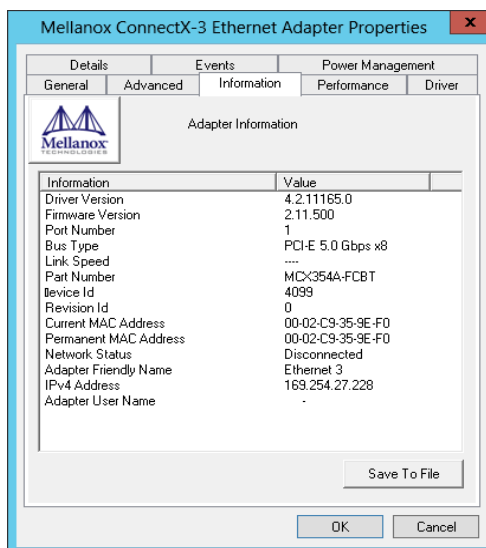 Mellanox ConnectX-3 Ethernet Adapter Properties x
Details Events Power Management
General Advanced Information Performance Driver
Mellanox
TECHNOLOGIES
Adapter Information
Information Value
Driver Version 4.2.11165.0
Firmware Version 2.11.500
Port Number 1
Bus Type PCI-E 5.0 Gbps x8
Link Speed ----
Part Number MCX354A-FCBT
Device Id 4099
Revision Id 0
Current MAC Address 00-02-C9-35-9E-F0
Permanent MAC Address 00-02-C9-35-9E-F0
Network Status Disconnected
Adapter Friendly Name Ethernet 3
IPv4 Address 169.254.27.228
Adapter User Name -
Save To File
OK Cancel